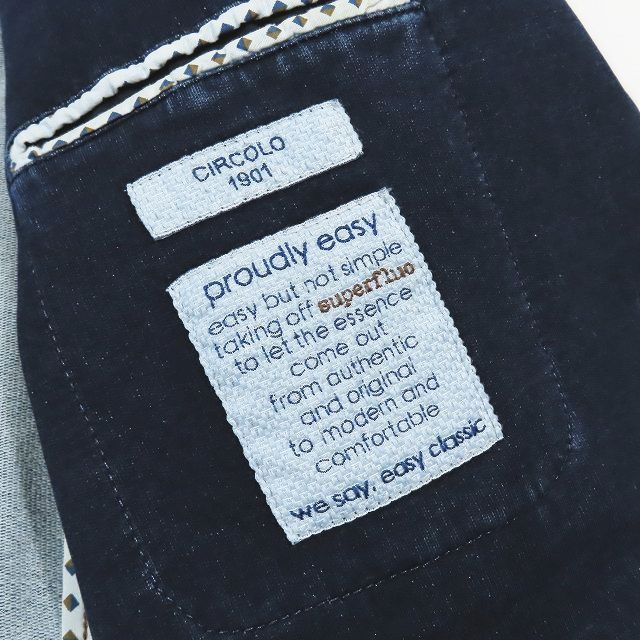 CIRCOLO
1901
proudly easy
easy but not simple
taking off superfluo
to let the essence
come out
from authentic
and original
to modern and
comfortable
we say, easy classic